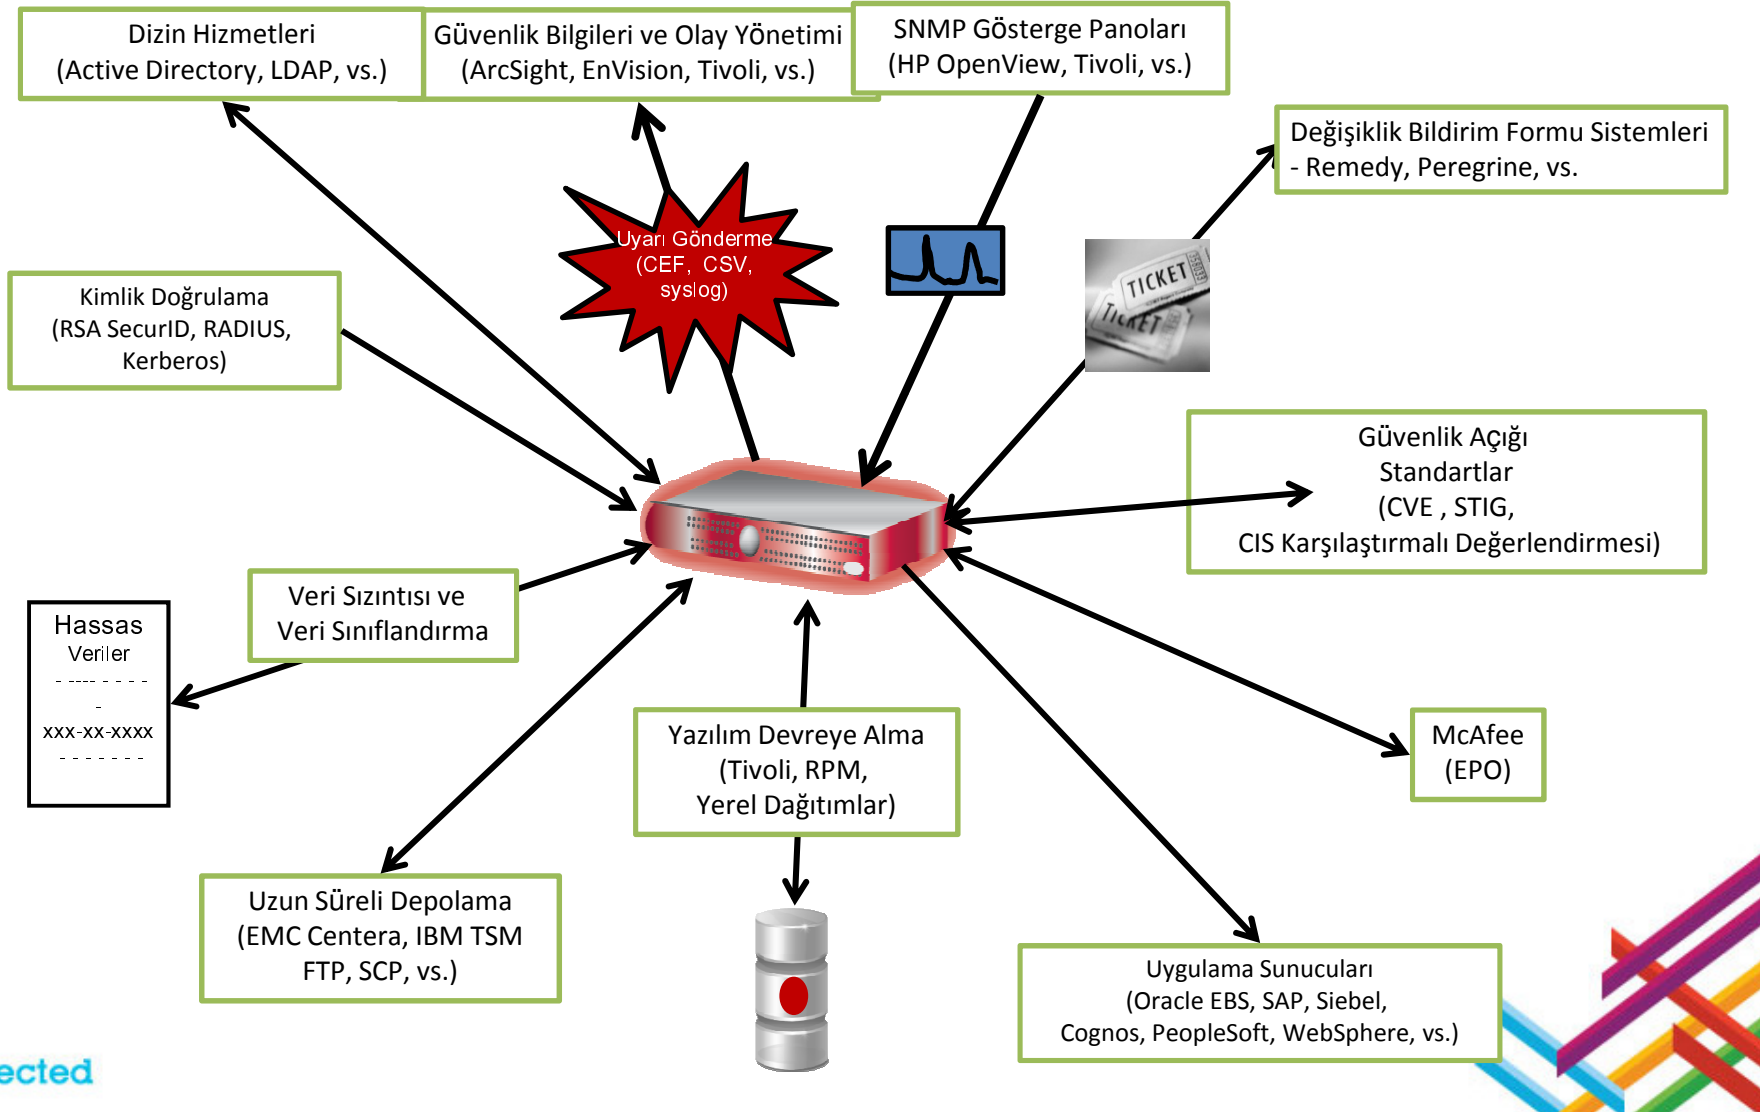 Dizin Hizmetleri
(Active Directory, LDAP, vs.)
Güvenlik Bilgileri ve Olay Yönetimi
(ArcSight, EnVision, Tivoli, vs.)
SNMP Gösterge Panoları
(HP OpenView, Tivoli, vs.)
Değişiklik Bildirim Formu Sistemleri
- Remedy, Peregrine, vs.
Uyarı Gönderme
(CEF, CSV,
syslog)
TICKET
TICKET
Kimlik Doğrulama
(RSA SecurID, RADIUS,
Kerberos)
Güvenlik Açığı
Standartlar
(CVE , STIG,
CIS Karşılaştırmalı Değerlendirmesi)
Veri Sızıntısı ve
Veri Sınıflandırma
Hassas
Veriler
- ---- - - - -
-
xxx-xx-xxxx
- - - - - - -
Yazılım Devreye Alma
(Tivoli, RPM,
Yerel Dağıtımlar)
McAfee
(EPO)
Uzun Süreli Depolama
(EMC Centera, IBM TSM
FTP, SCP, vs.)
Uygulama Sunucuları
(Oracle EBS, SAP, Siebel,
Cognos, PeopleSoft, WebSphere, vs.)
ected